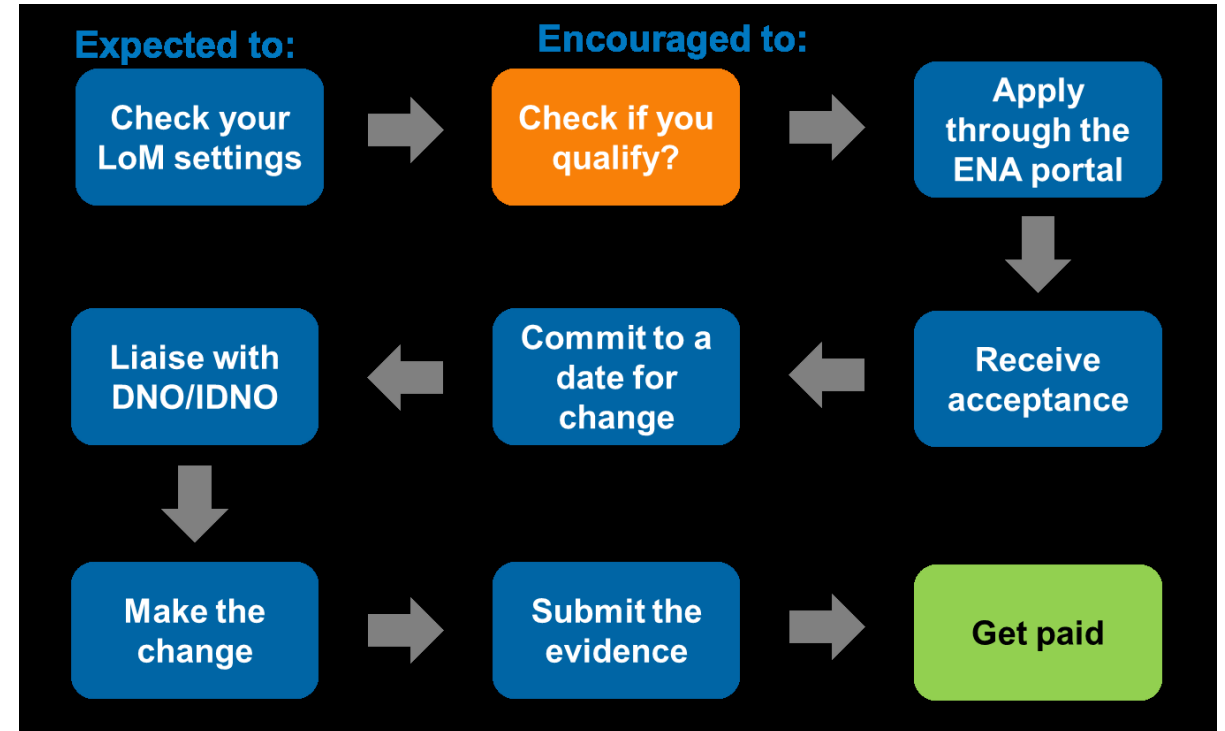 Expected to:
Encouraged to:
Check your
LoM settings
Check if you
qualify?
Apply
through the
ENA portal
Receive
acceptance
Commit to a
date for
change
Liaise with
DNO/IDNO
Make the
change
Submit the
evidence
Get paid